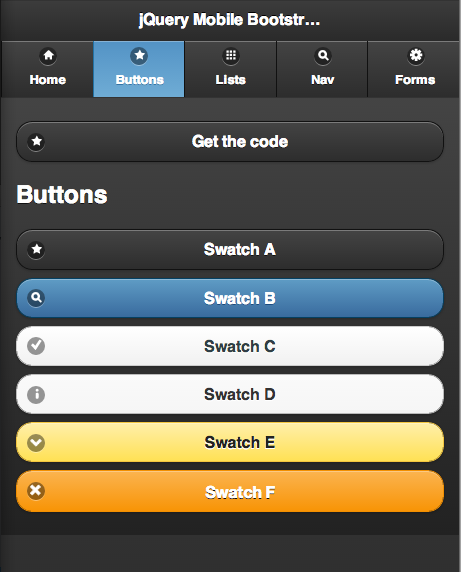 jQuery Mobile Bootstr...
Home Buttons Lists Nav Forms
Get the code
Buttons
Swatch A
Swatch B
Swatch C
Swatch D
Swatch E
Swatch F